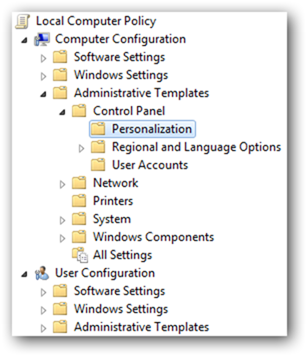 Local Computer Policy
Computer Configuration
Software Settings
Windows Settings
Administrative Templates
Control Panel
Personalization
Regional and Language Options
User Accounts
Network
Printers
System
Windows Components
All Settings
User Configuration
Software Settings
Windows Settings
Administrative Templates